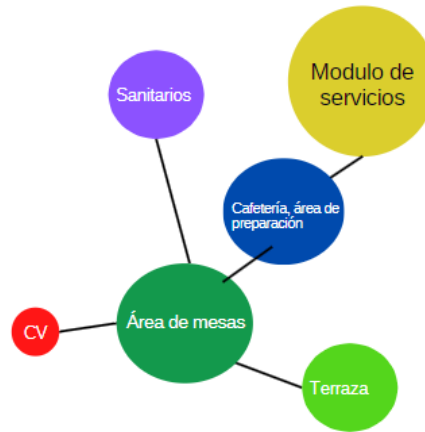 Modulo de
servicios
Sanitarios
Cafetería, área de
preparación
Área de mesas
CV
Terraza